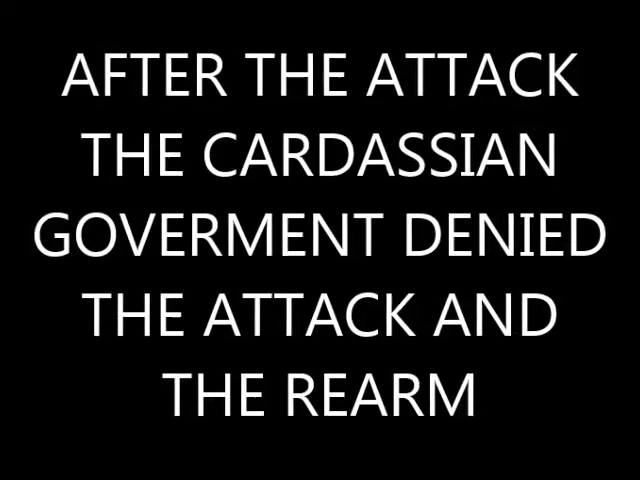 AFTER THE ATTACK
THE CARDASSIAN
GOVERMENT DENIED
THE ATTACK AND
THE REARM